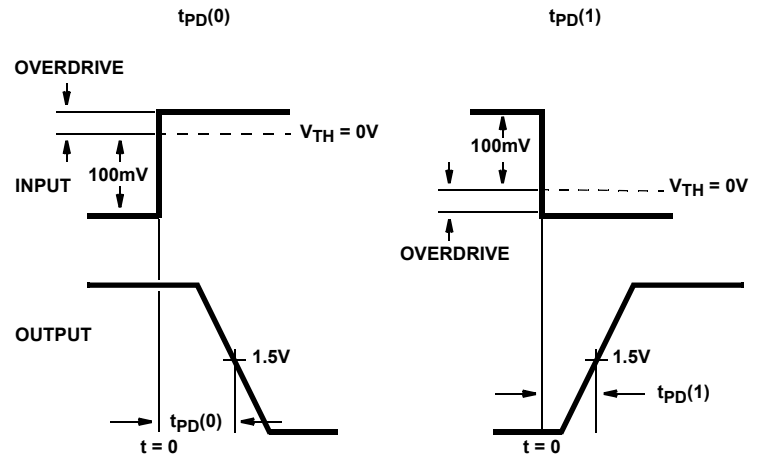 tPD(0)
OVERDRIVE
VTH = 0V
100mV
INPUT
OUTPUT
1.5V
tPD(0)
t = 0
tPD(1)
100mV
VTH = 0V
OVERDRIVE
1.5V
tPD(1)
t = 0